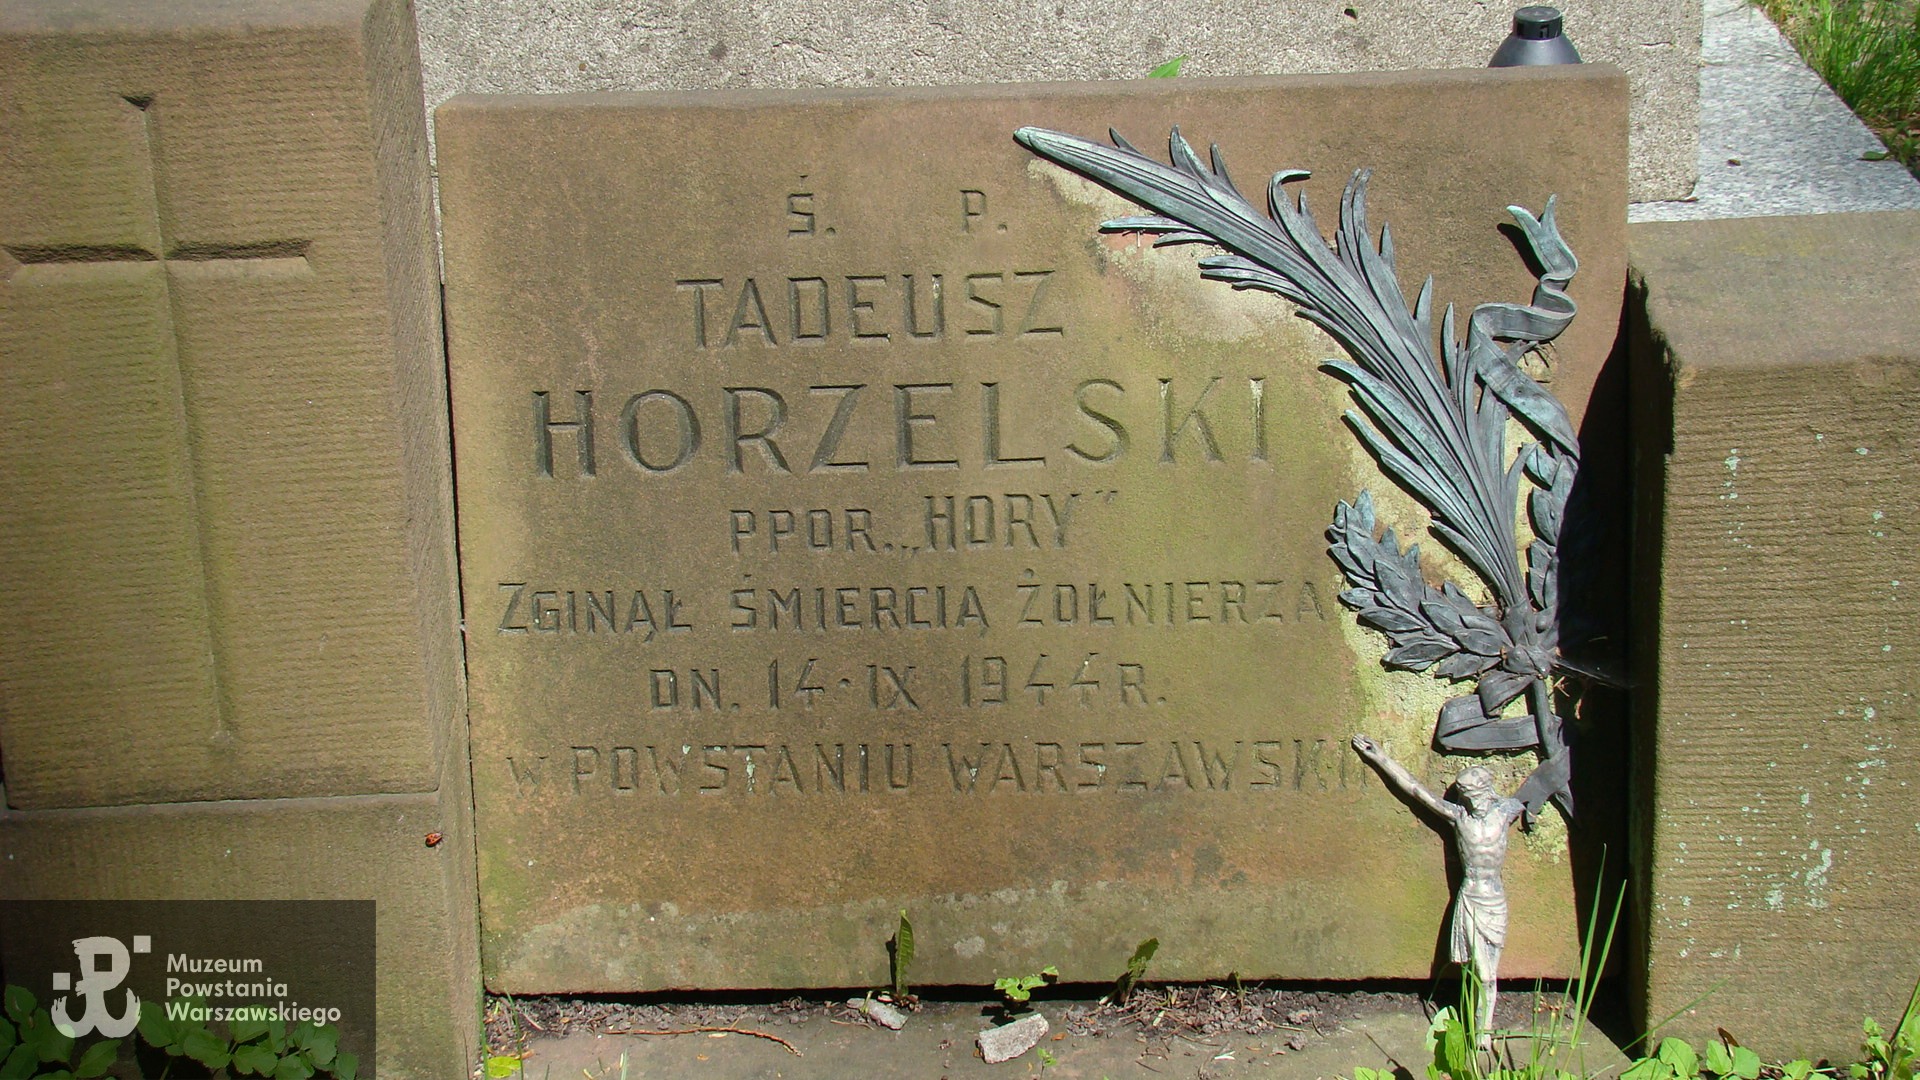 Ś. P.
TADEUSZ
HORZELSKI
PPOR. „HORY”
ZGINĄŁ ŚMIERCIĄ ŻOŁNIERZA
DN. 14·IX 1944 R.
W POWSTANIU WARSZAWSKIM
Muzeum
Powstania
Warszawskiego